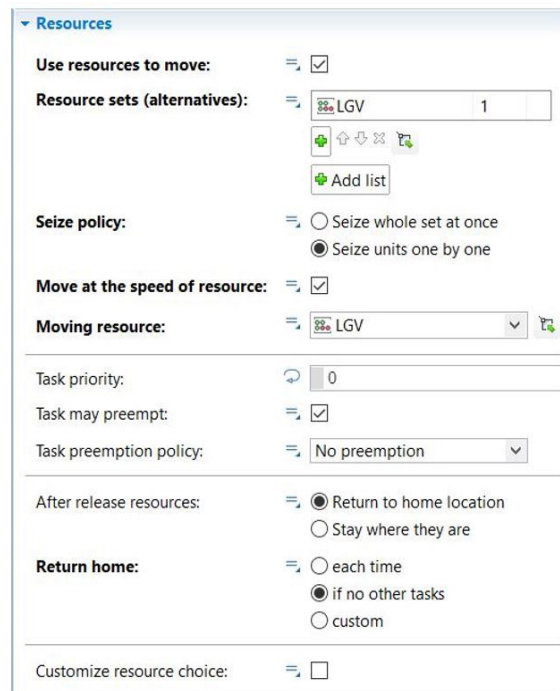 Resources
Use resources to move:
Resource sets (alternatives): LGV 1
Add list
Seize policy: Seize whole set at once
Seize units one by one
Move at the speed of resource:
Moving resource: LGV
Task priority: 0
Task may preempt:
Task preemption policy: No preemption
After release resources: Return to home location
Stay where they are
Return home: each time
if no other tasks
custom
Customize resource choice: